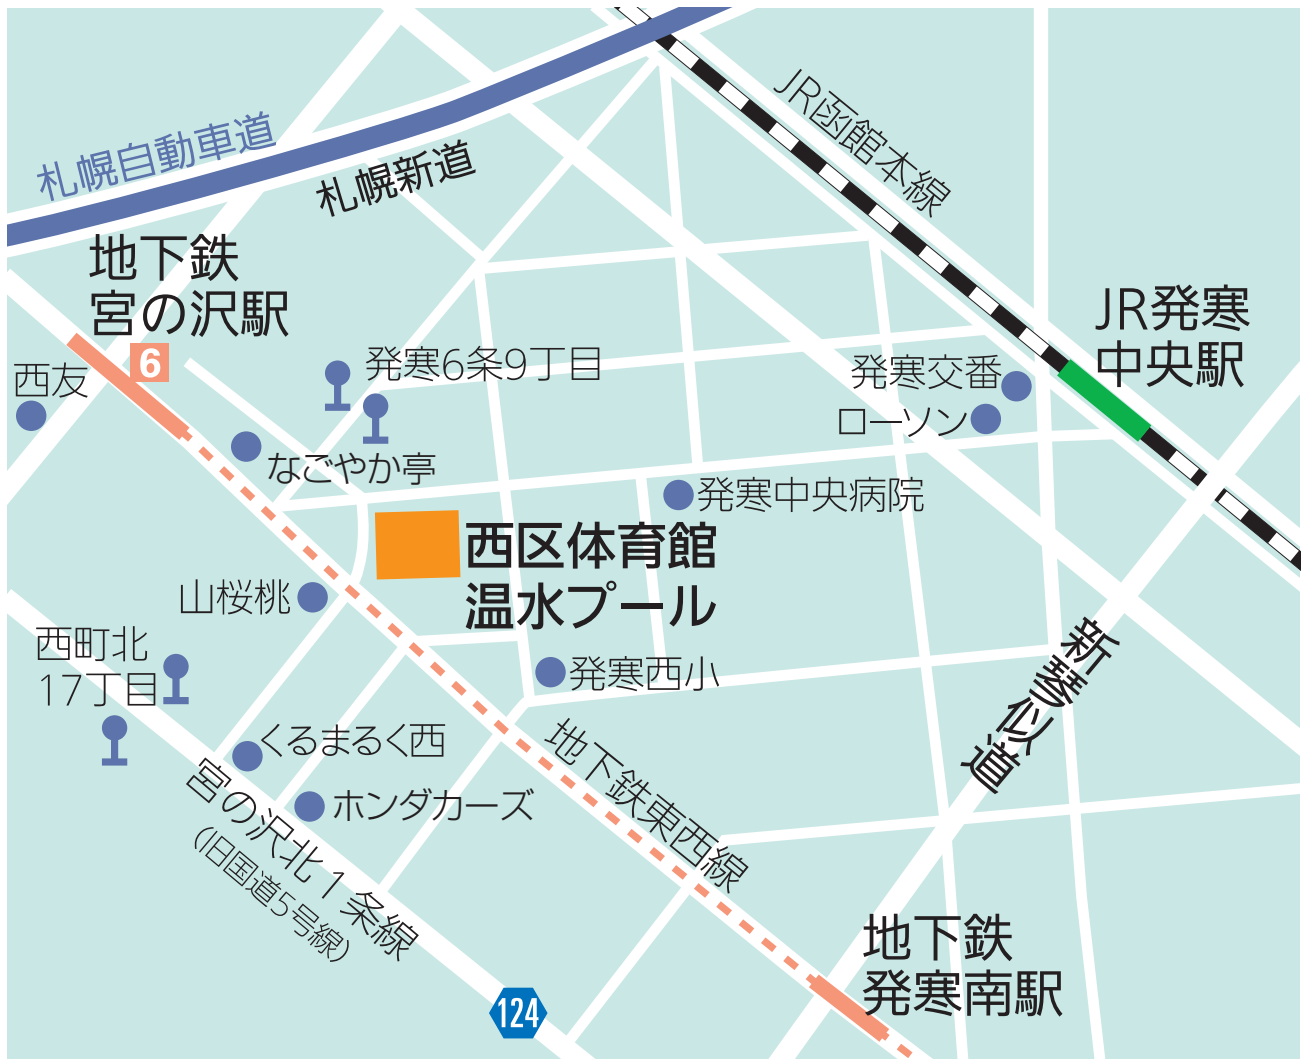 札幌自動車道
札幌新道
JR函館本線
地下鉄
宮の沢駅
6
西友
発寒6条9丁目
なごやか亭
JR発寒
中央駅
発寒交番
ローソン
発寒中央病院
西区体育館
温水プール
山桜桃
西町北
17丁目
発寒西小
くるまるく西
ホンダカーズ
新琴似道
地下鉄東西線
宮の沢北1条線
(旧国道5号線)
地下鉄
発寒南駅
124